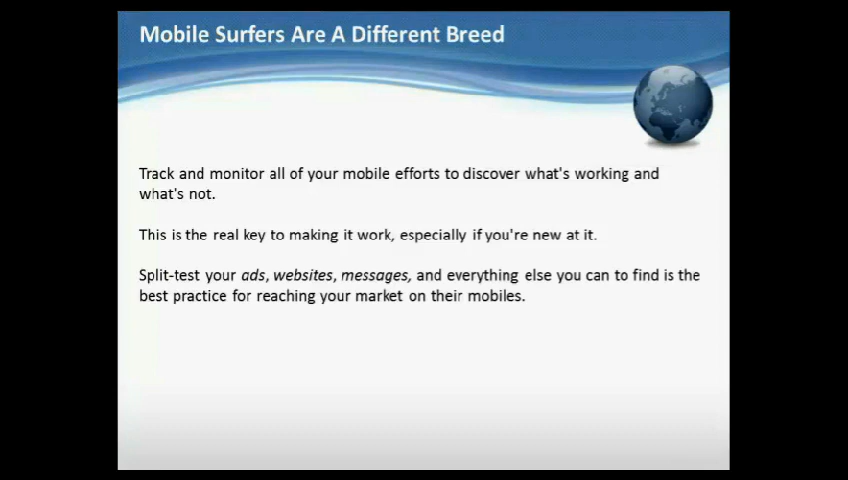 Mobile Surfers Are A Different Breed
Track and monitor all of your mobile efforts to discover what's working and
what's not.
This is the real key to making it work, especially if you're new at it.
Split-test your ads, websites, messages, and everything else you can to find is the
best practice for reaching your market on their mobiles.